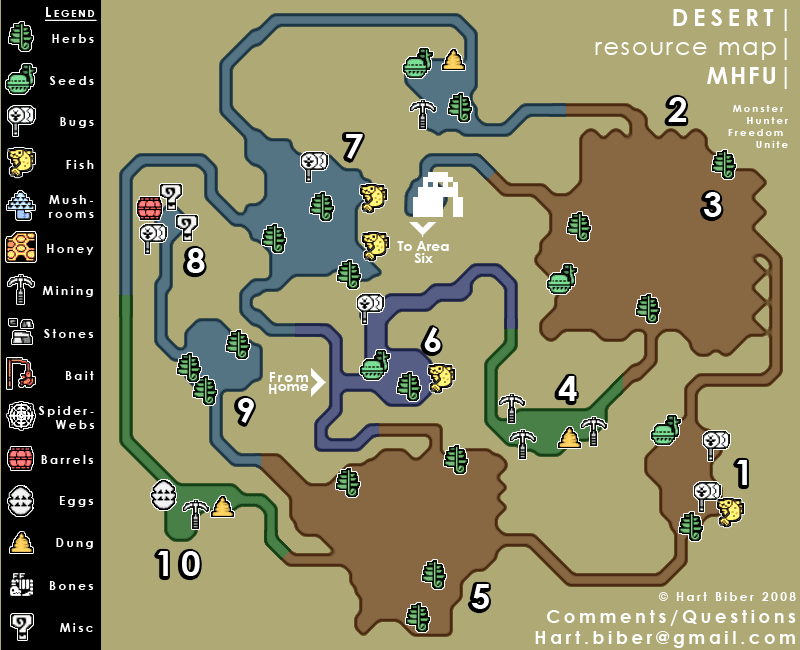 LEGEND
Herbs
Seeds
Bugs
Fish
Mush-
rooms
Honey
Mining
Stones
Bait
Spider-
Webs
Barrels
Eggs
Dung
Bones
Misc
DESERT|
resource map|
MHFU|
Monster
Hunter
Freedom
Unite
2
3
7
To Area
Six
8
6
From
Home
4
9
1
10
5
© Hart Biber 2008
Comments/Questions
Hart.biber@gmail.com